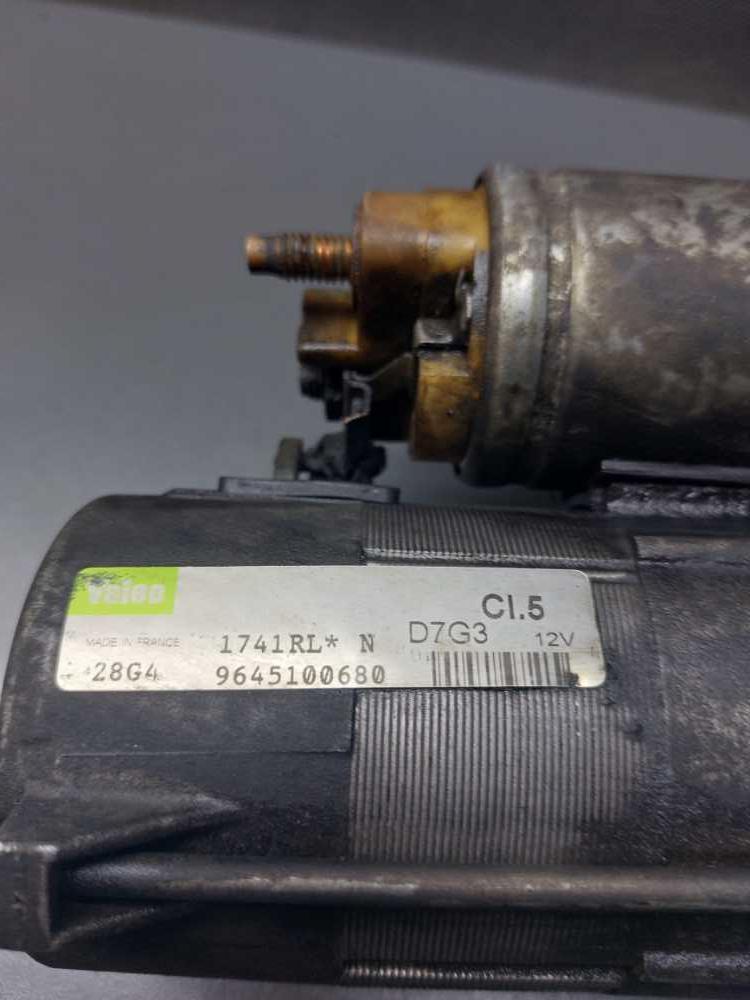 Valeo
Cl.5
MADE IN FRANCE 1741RL* N D7G3 12V
28G4 9645100680